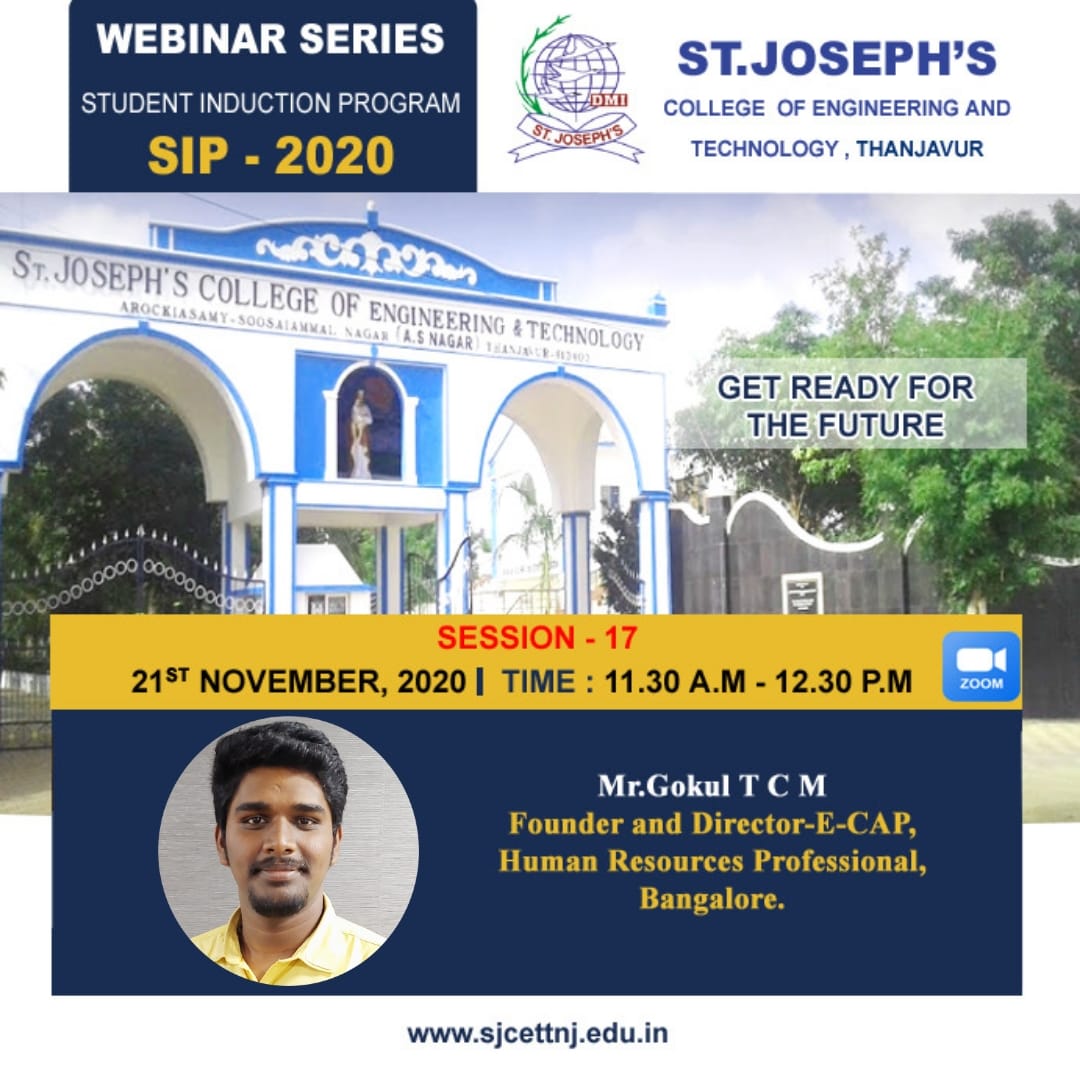 WEBINAR SERIES
STUDENT INDUCTION PROGRAM
SIP - 2020
DMI
ST. JOSEPH'S
ST.JOSEPH'S
COLLEGE OF ENGINEERING AND
TECHNOLOGY , THANJAVUR
ST. JOSEPH'S COLLEGE OF ENGINEERING & TECHNOLOGY
AROCKIASAMY-SOOSAIAMMAL NAGAR (A.S NAGAR) THANJAVUR-613403
GET READY FOR
THE FUTURE
SESSION - 17
21ST NOVEMBER, 2020 | TIME : 11.30 A.M - 12.30 P.M
ZOOM
Mr.Gokul T C M
Founder and Director-E-CAP,
Human Resources Professional,
Bangalore.
www.sjcettnj.edu.in